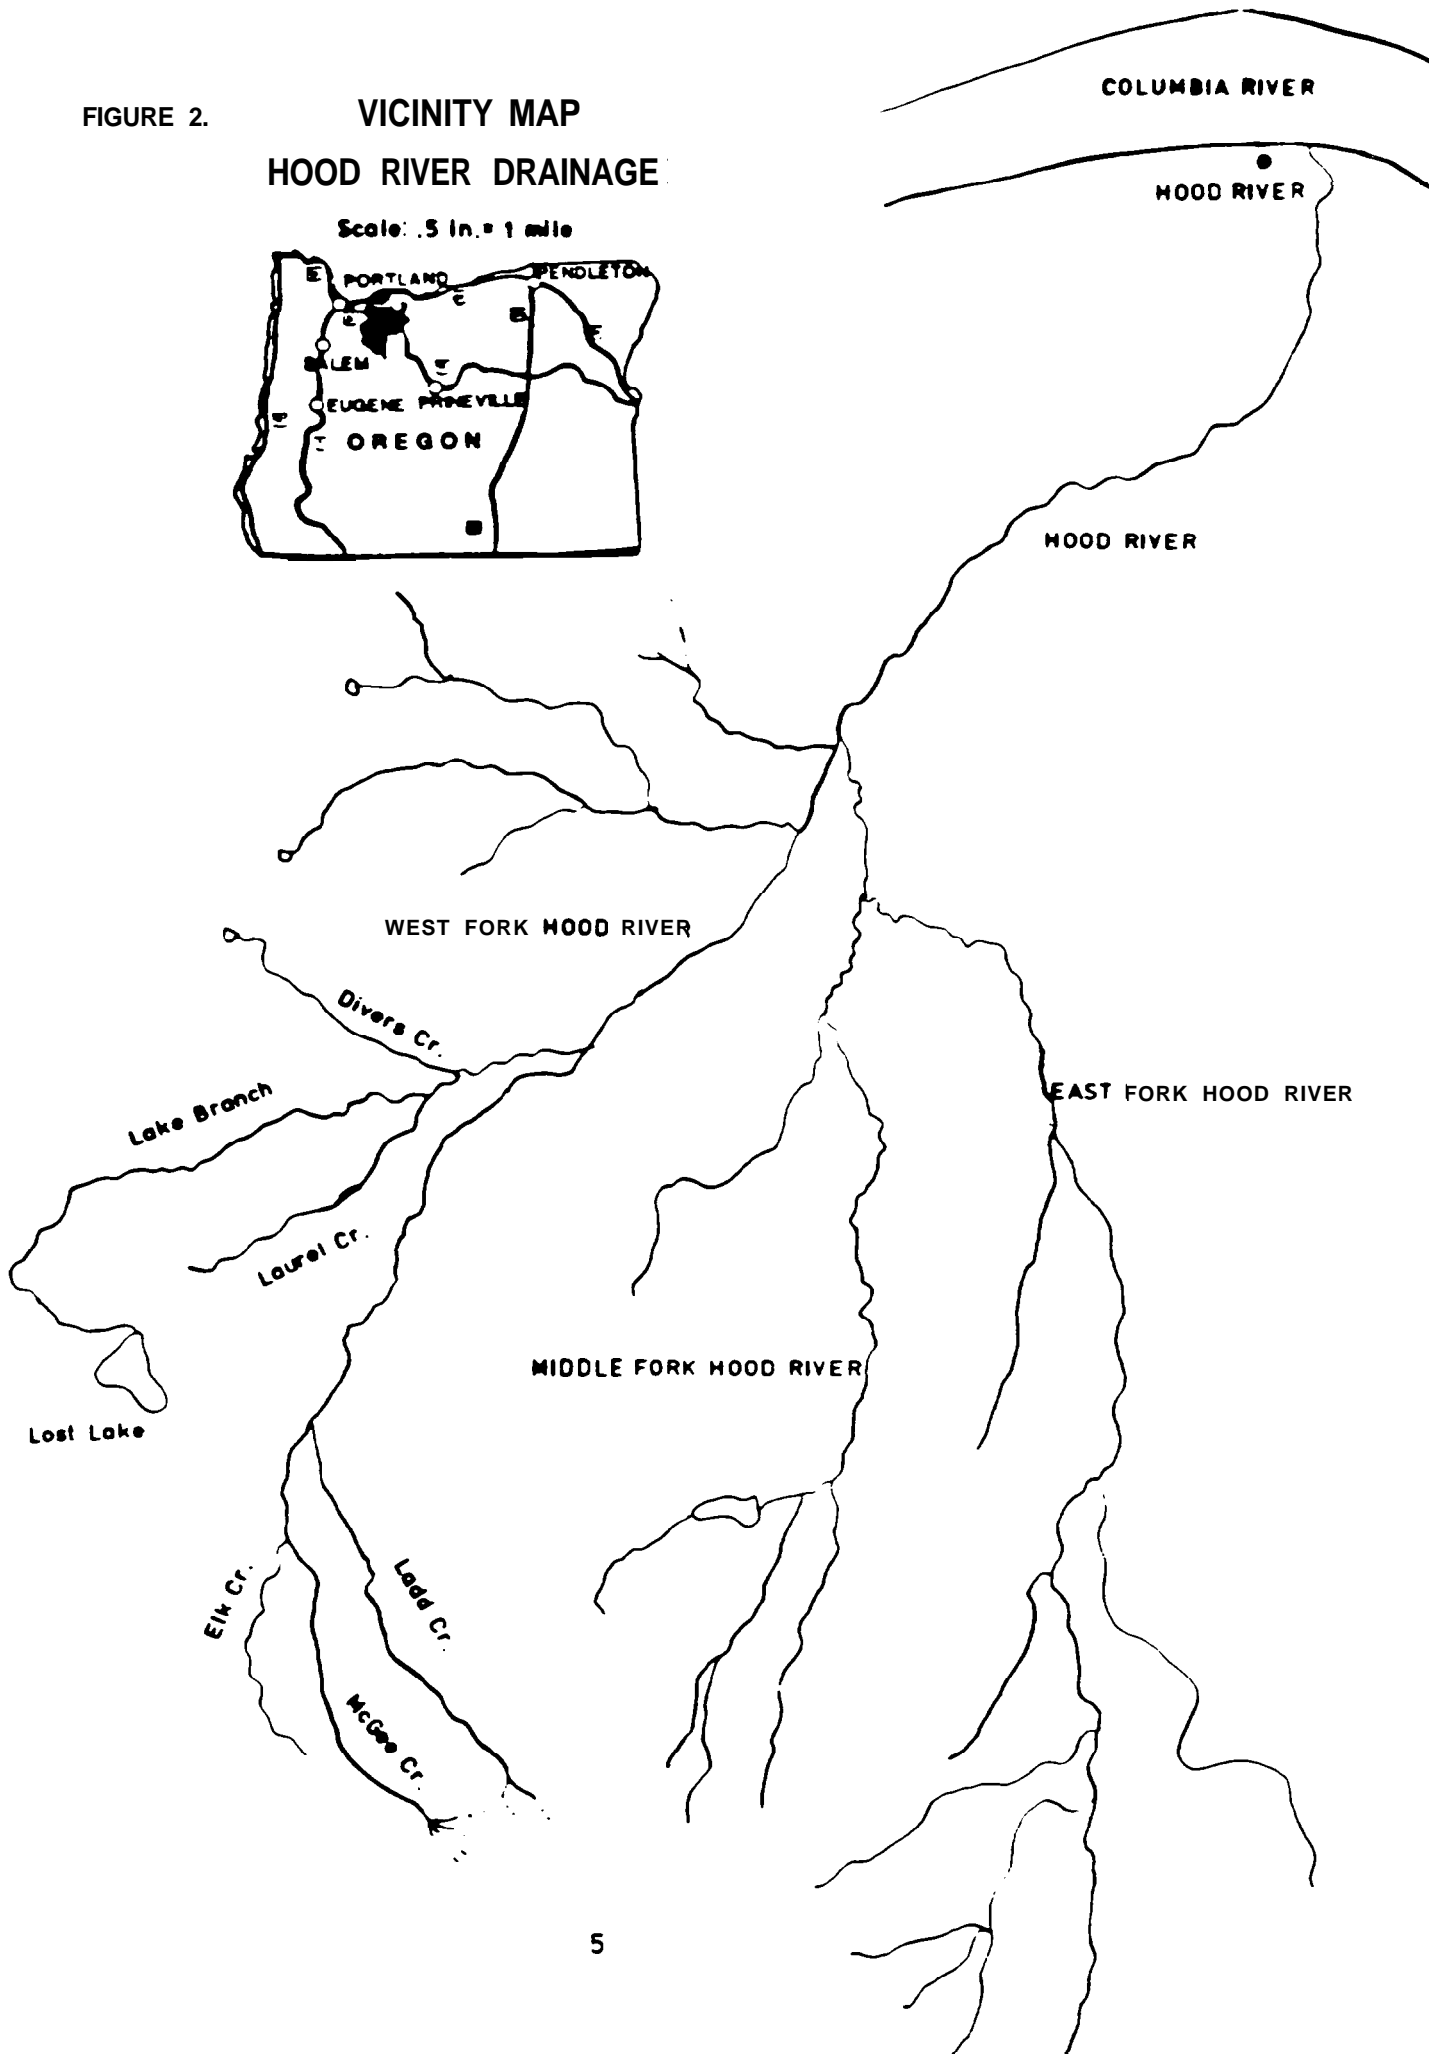 FIGURE 2.
VICINITY MAP
HOOD RIVER DRAINAGE
Scale: .5 In. = 1 mile
PORTLAND
PENDLETON
SALEM
EUGENE PRINEVILLE
OREGON
COLUMBIA RIVER
HOOD RIVER
HOOD RIVER
WEST FORK HOOD RIVER
Divers Cr.
Lake Branch
Laurel Cr.
Lost Lake
EAST FORK HOOD RIVER
MIDDLE FORK HOOD RIVER
Elk Cr.
Ladd Cr.
McGee Cr.
5